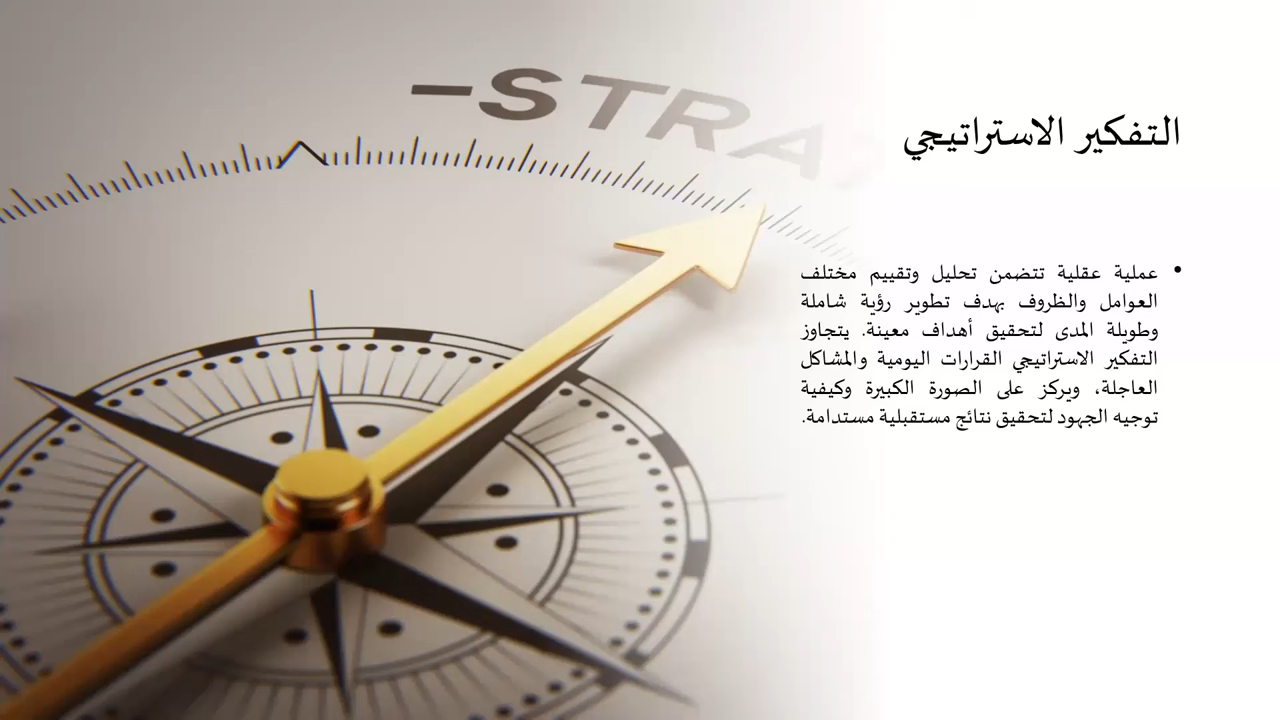 -STRA
التفكير الاستراتيجي
• عملية عقلية تتضمن تحليل وتقييم مختلف
العوامل والظروف بهدف تطوير رؤية شاملة
وطويلة المدى لتحقيق أهداف معينة. يتجاوز
التفكير الاستراتيجي القرارات اليومية والمشاكل
العاجلة، ويركز على الصورة الكبيرة وكيفية
توجيه الجهود لتحقيق نتائج مستقبلية مستدامة.